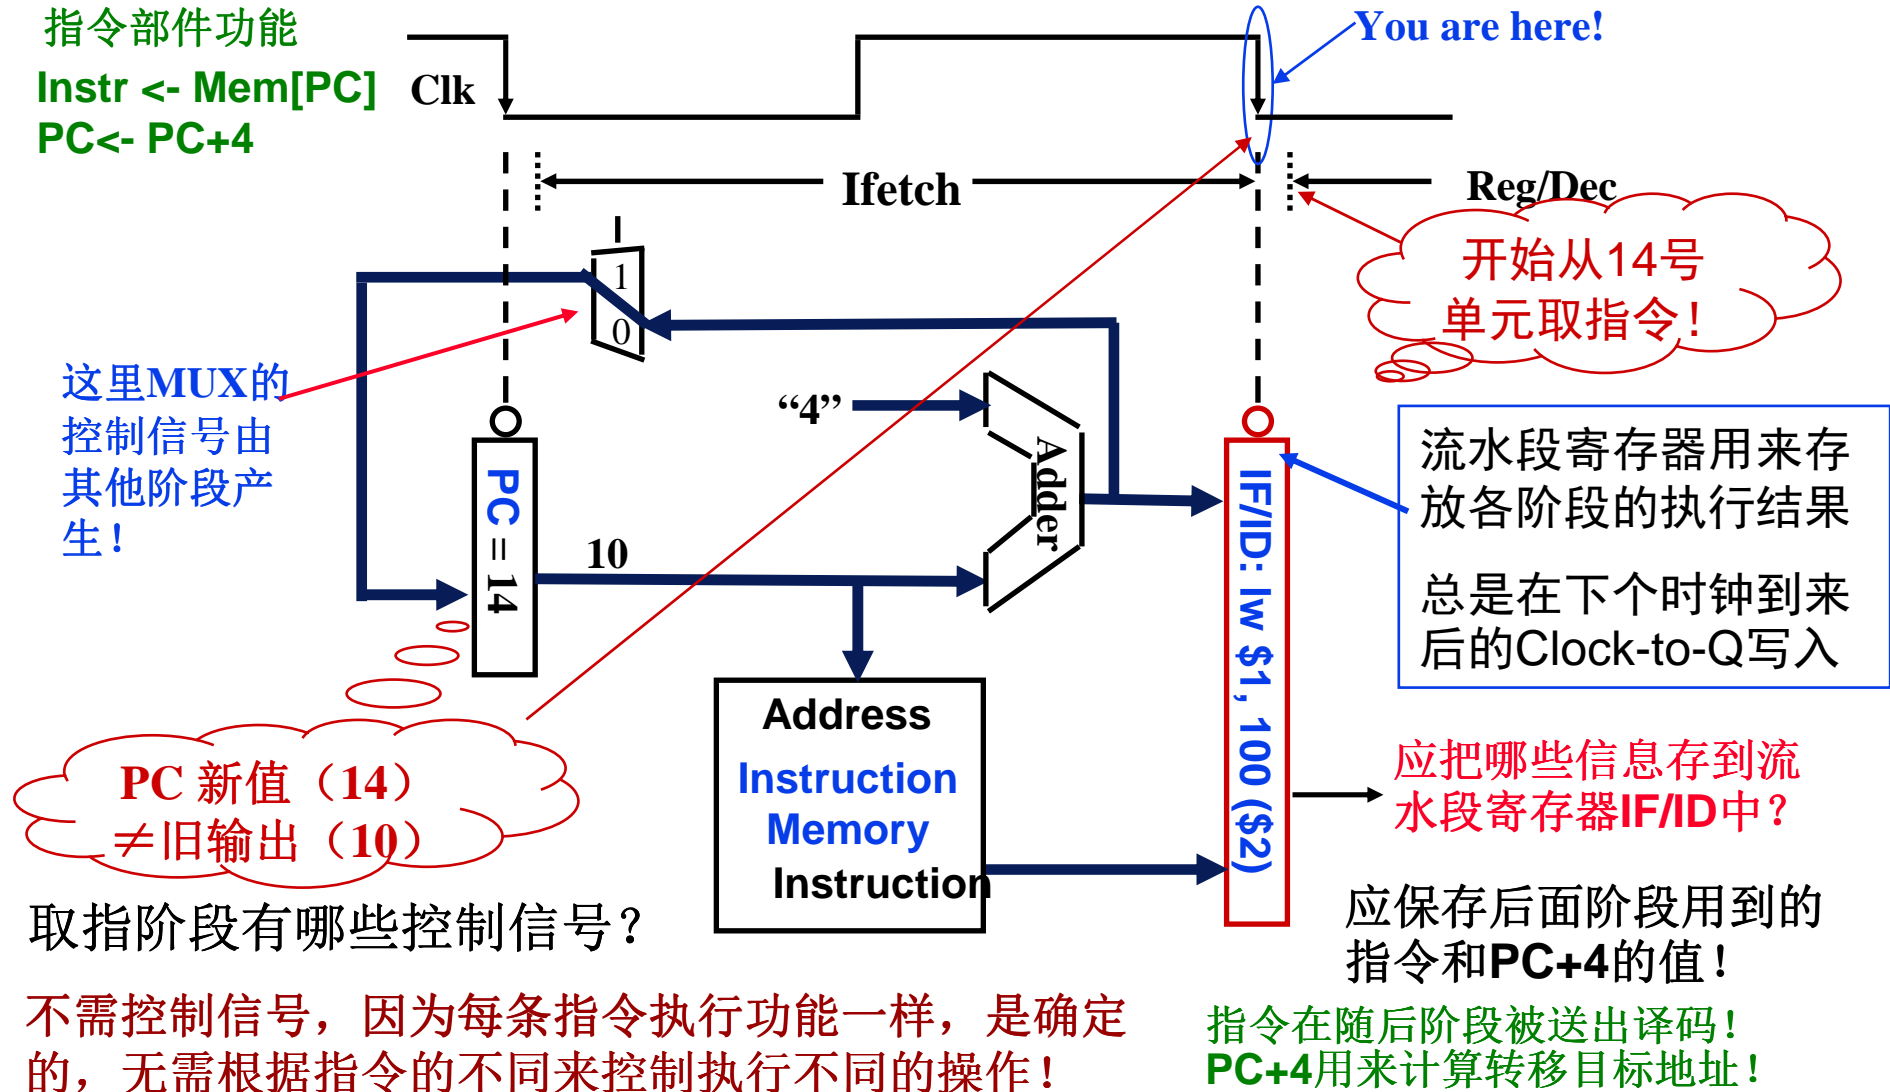 指令部件功能
Instr <- Mem[PC]
PC<- PC+4
Clk
You are here!
Ifetch
Reg/Dec
开始从14号
单元取指令！
1
0
这里MUX的
控制信号由
其他阶段产
生！
“4”
Adder
PC = 14
10
IF/ID: lw $1, 100 ($2)
流水段寄存器用来存
放各阶段的执行结果
总是在下个时钟到来
后的Clock-to-Q写入
Address
Instruction
Memory
Instruction
PC 新值（14）
≠旧输出（10）
应把哪些信息存到流
水段寄存器IF/ID中？
取指阶段有哪些控制信号？
应保存后面阶段用到的
指令和PC+4的值！
不需控制信号，因为每条指令执行功能一样，是确定
的，无需根据指令的不同来控制执行不同的操作！
指令在随后阶段被送出译码！
PC+4用来计算转移目标地址！